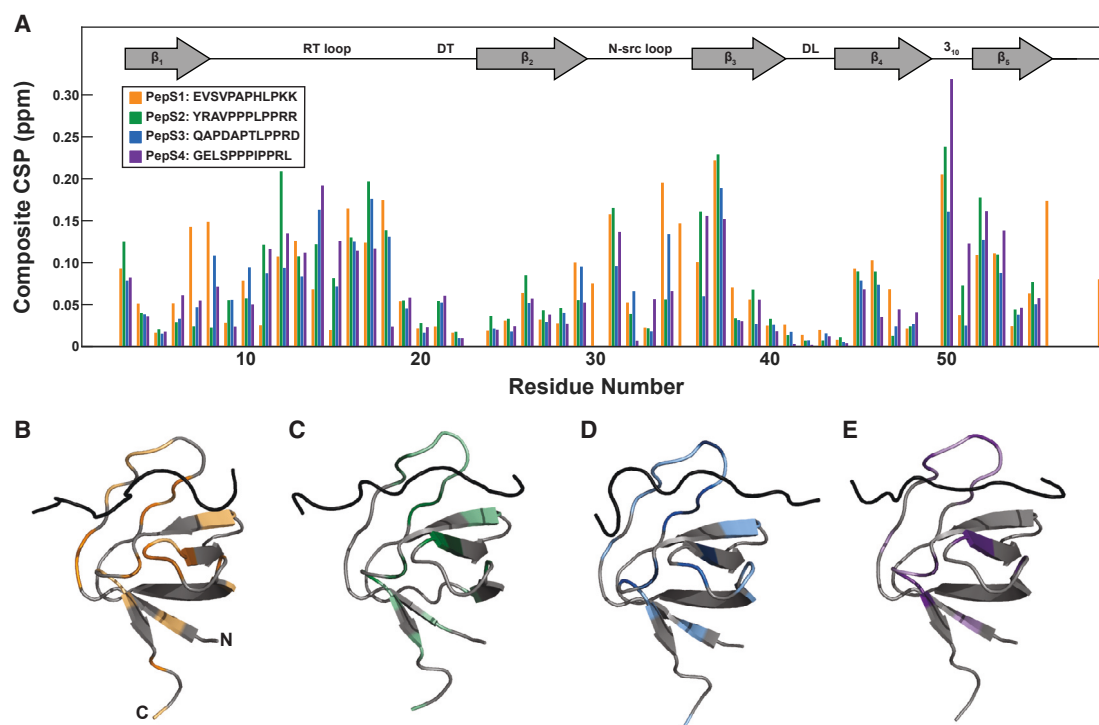 A
β1 RT loop DT β2 N-src loop β3 DL β4 310 β5
PepS1: EVSVPAPHLPKK
PepS2: YRAVPPPLPPRR
PepS3: QAPDAPTLPPRD
PepS4: GELSPPPIPPRL
Composite CSP (ppm)
0.30
0.25
0.20
0.15
0.10
0.05
0
10 20 30 40 50
Residue Number
B C D E
N
C